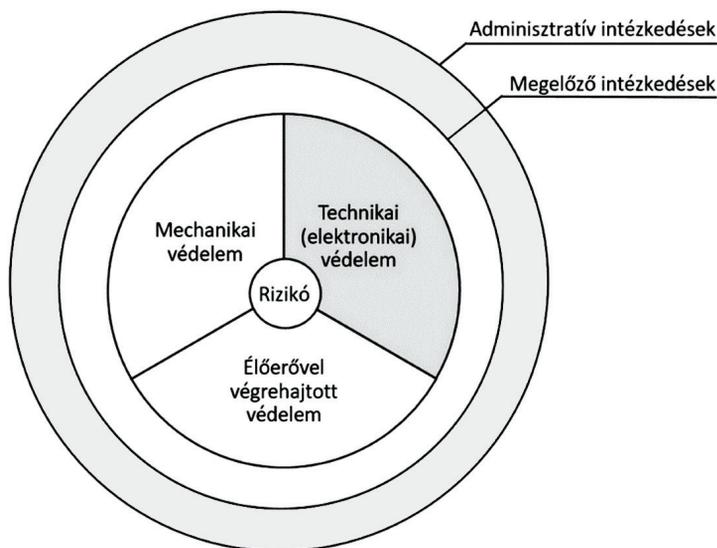 Adminisztratív intézkedések
Megelőző intézkedések
Mechanikai
védelem
Technikai
(elektronikai)
védelem
Rizikó
Élőerővel
végrehajtott
védelem